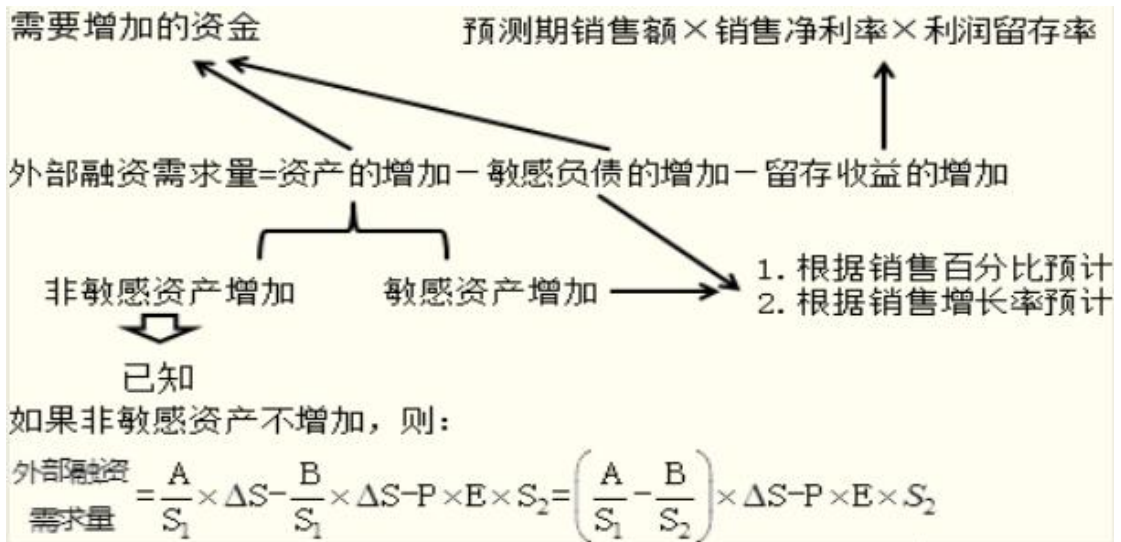 需要增加的资金
预测期销售额×销售净利率×利润留存率
外部融资需求量=资产的增加－敏感负债的增加－留存收益的增加
非敏感资产增加
敏感资产增加
1. 根据销售百分比预计
2. 根据销售增长率预计
已知
如果非敏感资产不增加，则：
外部融资需求量 = A/S₁ × ΔS − B/S₁ × ΔS − P × E × S₂ = (A/S₁ − B/S₂) × ΔS − P × E × S₂